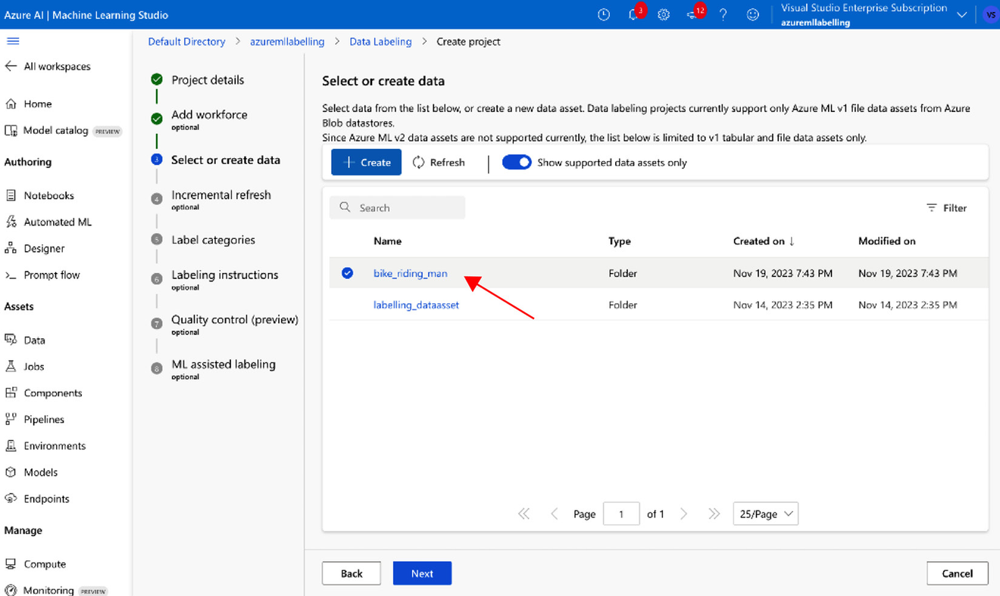 Azure AI | Machine Learning Studio
3
12
?
Visual Studio Enterprise Subscription
azuremllabelling
VS
All workspaces
Home
Model catalog PREVIEW
Authoring
Notebooks
Automated ML
Designer
Prompt flow
Assets
Data
Jobs
Components
Pipelines
Environments
Models
Endpoints
Manage
Compute
Monitoring PREVIEW
Default Directory > azuremllabelling > Data Labeling > Create project
Project details
Add workforce
optional
3 Select or create data
4 Incremental refresh
optional
5 Label categories
6 Labeling instructions
optional
7 Quality control (preview)
optional
8 ML assisted labeling
optional
Select or create data
Select data from the list below, or create a new data asset. Data labeling projects currently support only Azure ML v1 file data assets from Azure
Blob datastores.
Since Azure ML v2 data assets are not supported currently, the list below is limited to v1 tabular and file data assets only.
+ Create Refresh | Show supported data assets only
Search Filter
Name Type Created on ↓ Modified on
bike_riding_man Folder Nov 19, 2023 7:43 PM Nov 19, 2023 7:43 PM
labelling_dataasset Folder Nov 14, 2023 2:35 PM Nov 14, 2023 2:35 PM
Page 1 of 1 25/Page
Back Next Cancel